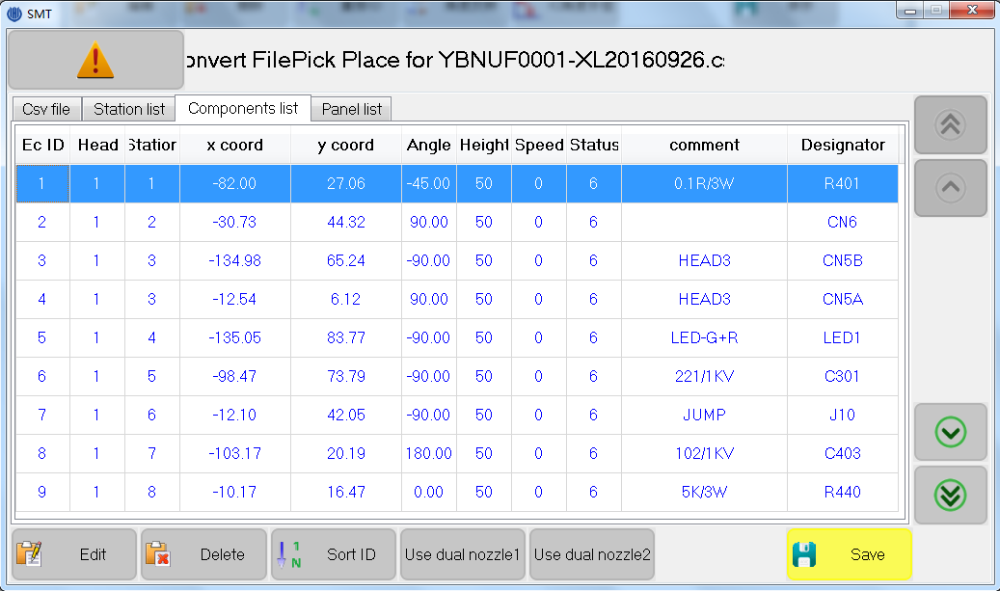 SMT
onvert FilePick Place for YBNUF0001-XL20160926.cs
Csv file Station list Components list Panel list
Ec ID Head Station x coord y coord Angle Height Speed Status comment Designator
1 1 1 -82.00 27.06 -45.00 50 0 6 0.1R/3W R401
2 1 2 -30.73 44.32 90.00 50 0 6 CN6
3 1 3 -134.98 65.24 -90.00 50 0 6 HEAD3 CN5B
4 1 3 -12.54 6.12 90.00 50 0 6 HEAD3 CN5A
5 1 4 -135.05 83.77 -90.00 50 0 6 LED-G+R LED1
6 1 5 -98.47 73.79 -90.00 50 0 6 221/1KV C301
7 1 6 -12.10 42.05 -90.00 50 0 6 JUMP J10
8 1 7 -103.17 20.19 180.00 50 0 6 102/1KV C403
9 1 8 -10.17 16.47 0.00 50 0 6 5K/3W R440
Edit Delete 1 N Sort ID Use dual nozzle1 Use dual nozzle2 Save